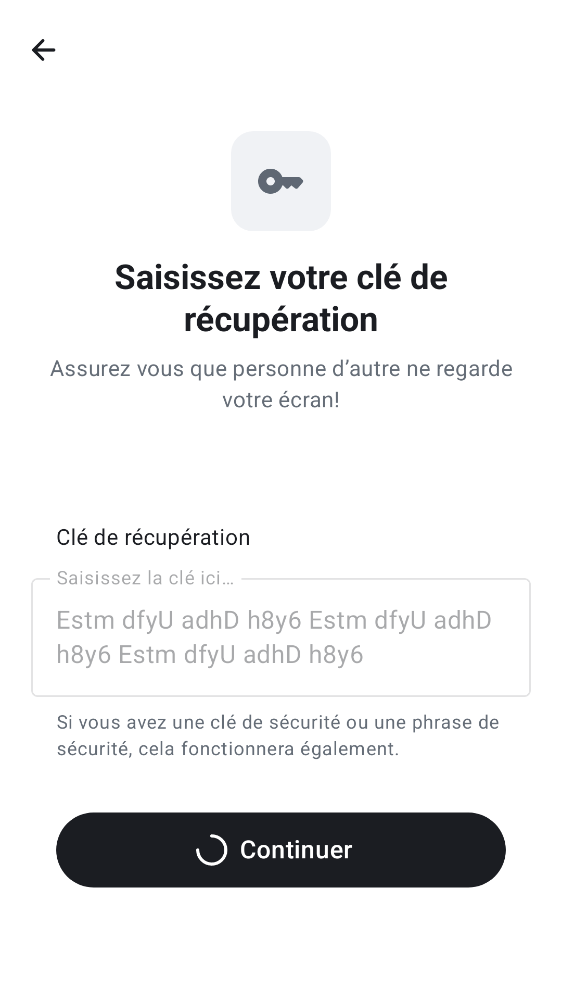 Saisissez votre clé de
récupération
Assurez vous que personne d’autre ne regarde
votre écran!
Clé de récupération
Saisissez la clé ici…
Estm dfyU adhD h8y6 Estm dfyU adhD
h8y6 Estm dfyU adhD h8y6
Si vous avez une clé de sécurité ou une phrase de
sécurité, cela fonctionnera également.
Continuer